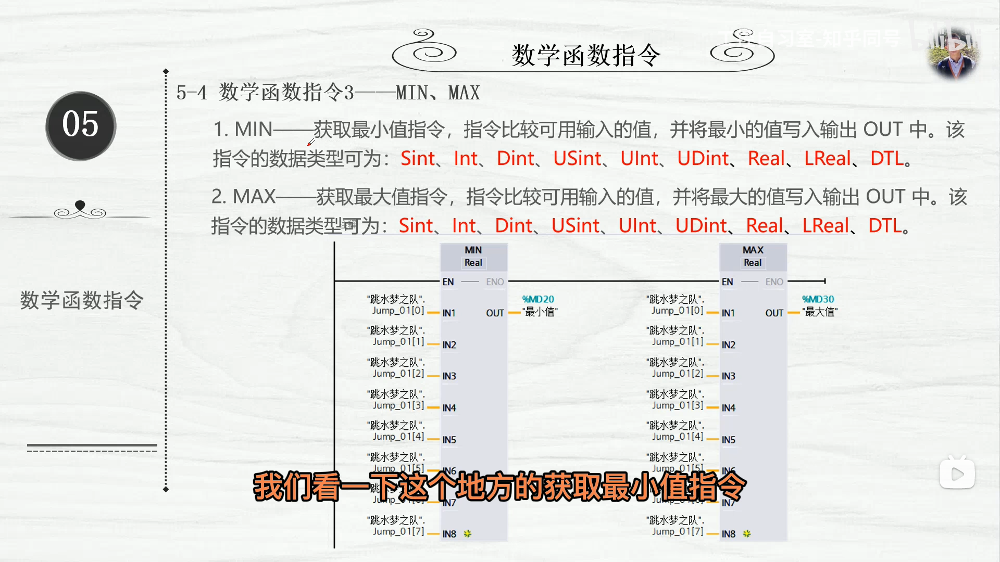 自习室-知乎同号
bilibili
数学函数指令
5-4 数学函数指令3——MIN、MAX
05
1. MIN——获取最小值指令，指令比较可用输入的值，并将最小的值写入输出 OUT 中。该
指令的数据类型可为：Sint、Int、Dint、USint、UInt、UDint、Real、LReal、DTL。
2. MAX——获取最大值指令，指令比较可用输入的值，并将最大的值写入输出 OUT 中。该
指令的数据类型可为：Sint、Int、Dint、USint、UInt、UDint、Real、LReal、DTL。
数学函数指令
MIN
Real
EN ENO
"跳水梦之队".
Jump_01[0] IN1
OUT
%MD20
"最小值"
"跳水梦之队".
Jump_01[1] IN2
"跳水梦之队".
Jump_01[2] IN3
"跳水梦之队".
Jump_01[3] IN4
"跳水梦之队".
Jump_01[4] IN5
"跳水梦之队".
Jump_01[5] IN6
IN7
"跳水梦之队".
Jump_01[7] IN8
MAX
Real
EN ENO
"跳水梦之队".
Jump_01[0] IN1
OUT
%MD30
"最大值"
"跳水梦之队".
Jump_01[1] IN2
"跳水梦之队".
Jump_01[2] IN3
"跳水梦之队".
Jump_01[3] IN4
"跳水梦之队".
Jump_01[4] IN5
"跳水梦之队".
Jump_01[5] IN6
IN7
"跳水梦之队".
Jump_01[7] IN8
我们看一下这个地方的获取最小值指令